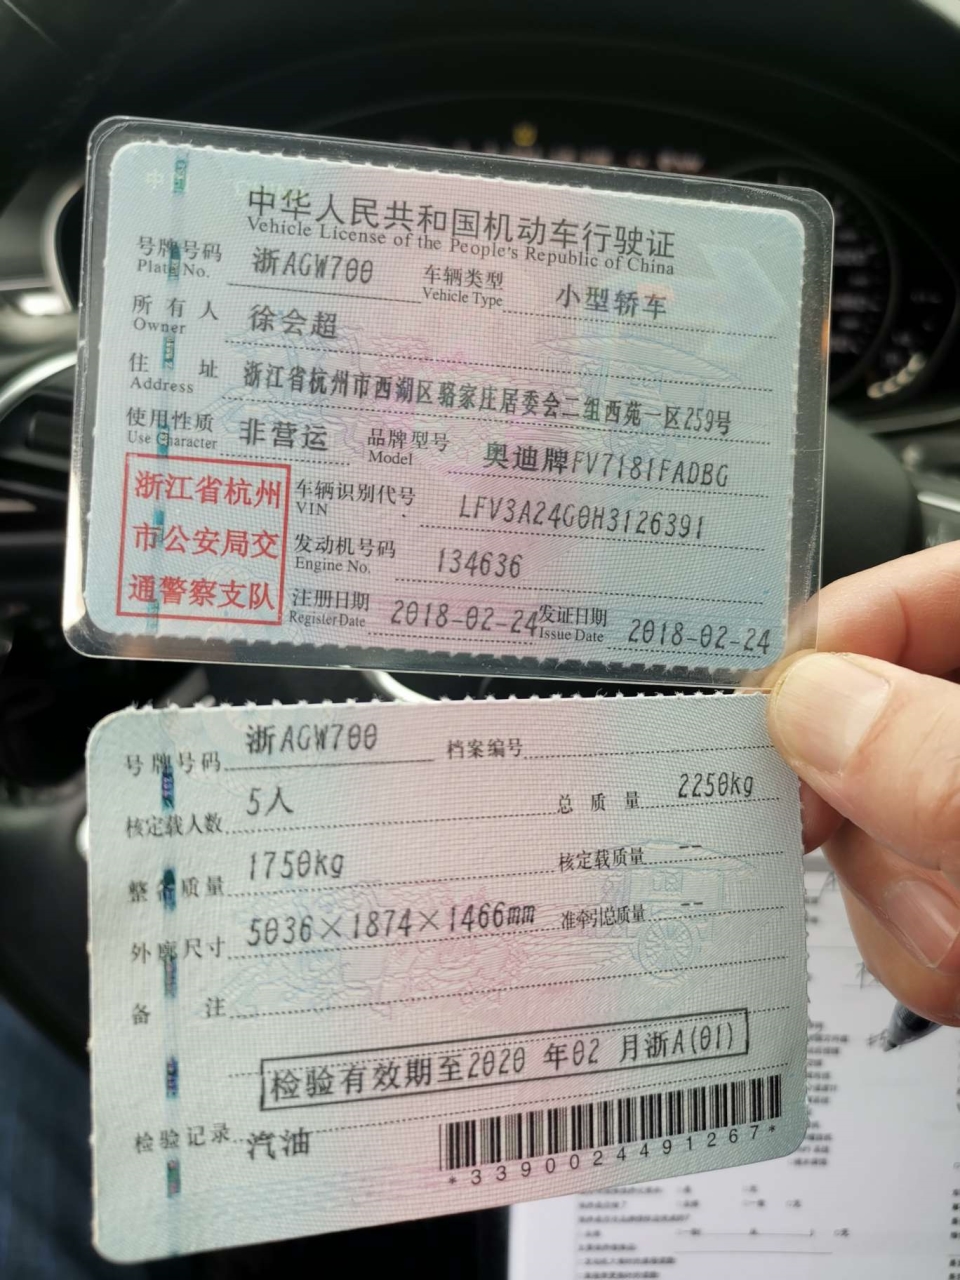 中华人民共和国机动车行驶证
Vehicle License of the People's Republic of China
号牌号码 浙AGW700 车辆类型 小型轿车
Plate No. Vehicle Type
所有人 徐会超
Owner
住址 浙江省杭州市西湖区骆家庄居委会二组西苑一区259号
Address
使用性质 非营运 品牌型号 奥迪牌FV7181FADBG
Use Character Model
浙江省杭州
市公安局交
通警察支队
车辆识别代号 LFV3A24G0H3126391
VIN
发动机号码 134636
Engine No.
注册日期 2018-02-24 发证日期 2018-02-24
Register Date Issue Date
号牌号码 浙AGW700 档案编号
核定载人数 5人 总质量 2250kg
整备质量 1750kg 核定载质量 --
外廓尺寸 5036×1874×1466mm 准牵引总质量 --
备注
检验有效期至2020年02月浙A(01)
检验记录 汽油
*3390024491267*